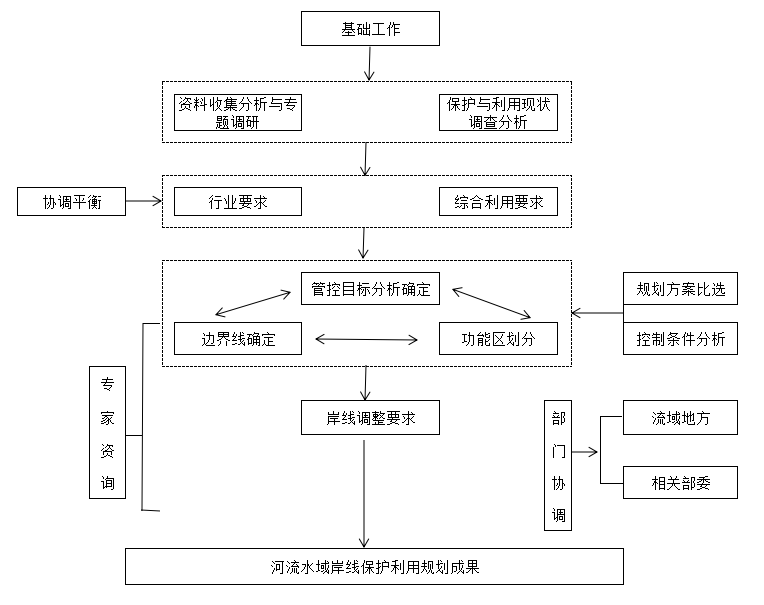 基础工作
资料收集分析与专
题调研
保护与利用现状
调查分析
协调平衡
行业要求
综合利用要求
管控目标分析确定
边界线确定
功能区划分
规划方案比选
控制条件分析
专
家
资
询
岸线调整要求
部
门
协
调
流域地方
相关部委
河流水域岸线保护利用规划成果